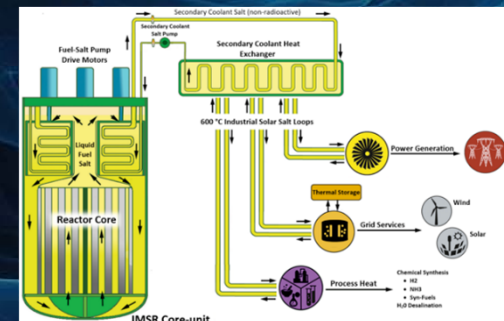 Secondary Coolant Salt (non-radioactive)
Secondary Coolant
Salt Pump
Fuel-Salt Pump
Drive Motors
Secondary Coolant Heat
Exchanger
600 °C Industrial Solar Salt Loops
Liquid
Fuel
Salt
Power Generation
Reactor Core
Thermal Storage
Wind
Grid Services
Solar
Chemical Synthesis
• H2
• NH3
• Syn-Fuels
H₂0 Desalination
Process Heat
IMSR Core-unit